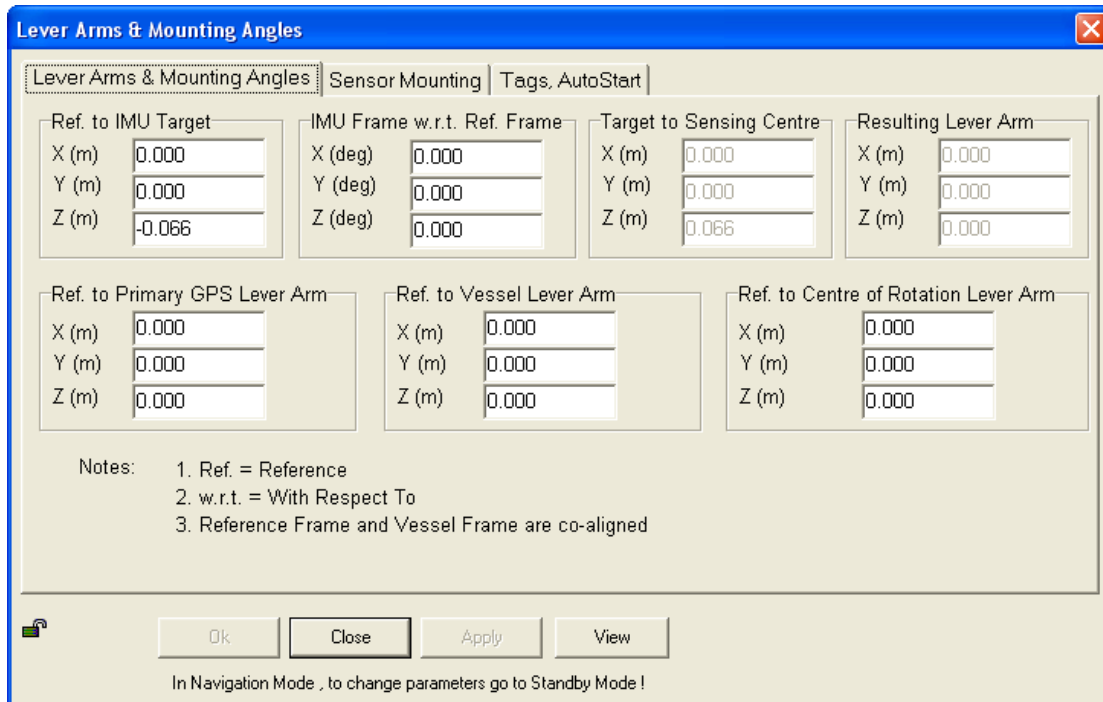 Lever Arms & Mounting Angles
Lever Arms & Mounting Angles Sensor Mounting Tags, AutoStart
Ref. to IMU Target
X (m) 0.000
Y (m) 0.000
Z (m) -0.066
IMU Frame w.r.t. Ref. Frame
X (deg) 0.000
Y (deg) 0.000
Z (deg) 0.000
Target to Sensing Centre
X (m) 0.000
Y (m) 0.000
Z (m) 0.066
Resulting Lever Arm
X (m) 0.000
Y (m) 0.000
Z (m) 0.000
Ref. to Primary GPS Lever Arm
X (m) 0.000
Y (m) 0.000
Z (m) 0.000
Ref. to Vessel Lever Arm
X (m) 0.000
Y (m) 0.000
Z (m) 0.000
Ref. to Centre of Rotation Lever Arm
X (m) 0.000
Y (m) 0.000
Z (m) 0.000
Notes: 1. Ref. = Reference
2. w.r.t. = With Respect To
3. Reference Frame and Vessel Frame are co-aligned
Ok Close Apply View
In Navigation Mode , to change parameters go to Standby Mode !